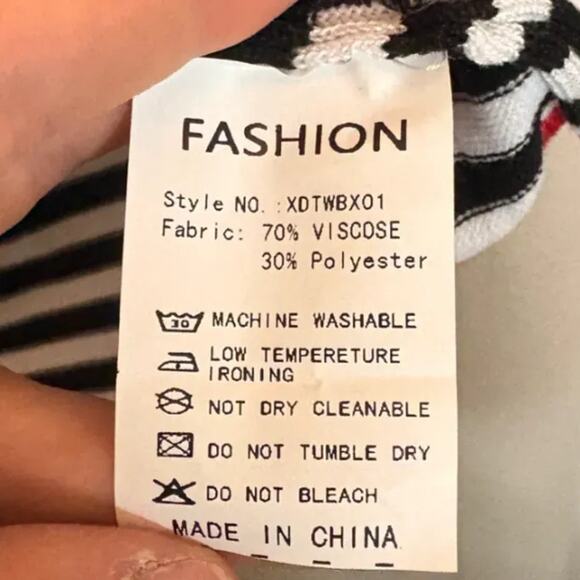 FASHION
Style NO. :XDTWBX01
Fabric: 70% VISCOSE
30% Polyester
30 MACHINE WASHABLE
LOW TEMPERETURE
IRONING
NOT DRY CLEANABLE
DO NOT TUMBLE DRY
DO NOT BLEACH
MADE IN CHINA